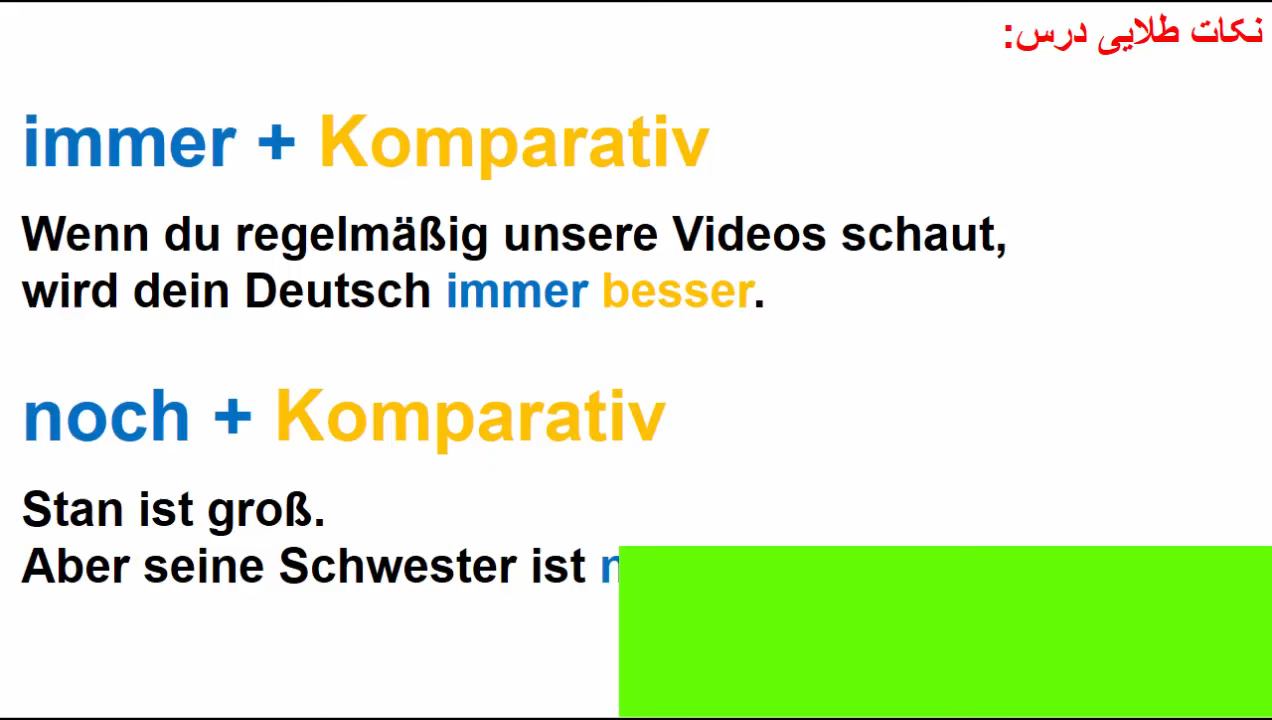 نکات طلایی درس:
immer + Komparativ
Wenn du regelmäßig unsere Videos schaut,
wird dein Deutsch immer besser.
noch + Komparativ
Stan ist groß.
Aber seine Schwester ist